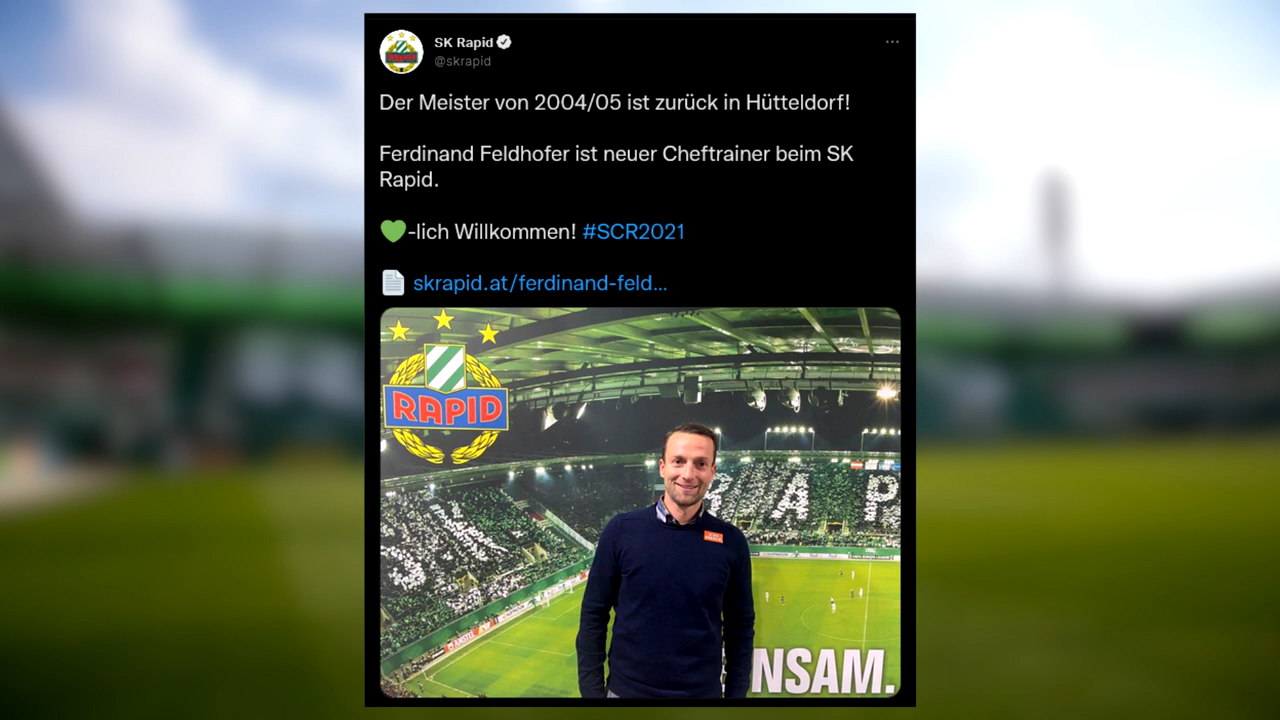 SK Rapid
@skrapid
Der Meister von 2004/05 ist zurück in Hütteldorf!
Ferdinand Feldhofer ist neuer Cheftrainer beim SK
Rapid.
💚-lich Willkommen! #SCR2021
📄 skrapid.at/ferdinand-feld...
RAPID
RAP
NSAM.